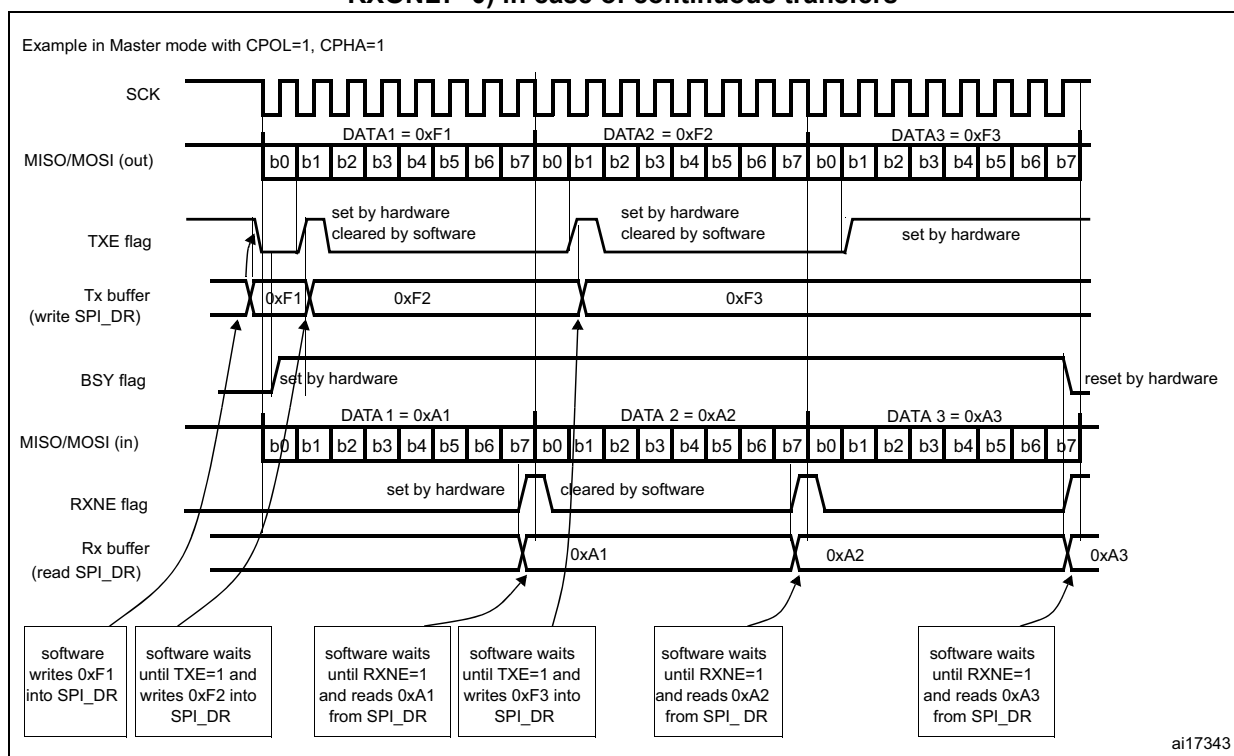 RXONLY=0) in case of continuous transfers
Example in Master mode with CPOL=1, CPHA=1
SCK
DATA1 = 0xF1 DATA2 = 0xF2 DATA3 = 0xF3
MISO/MOSI (out) b0 b1 b2 b3 b4 b5 b6 b7 b0 b1 b2 b3 b4 b5 b6 b7 b0 b1 b2 b3 b4 b5 b6 b7
set by hardware set by hardware
cleared by software cleared by software
TXE flag set by hardware
Tx buffer 0xF1 0xF2 0xF3
(write SPI_DR)
BSY flag set by hardware reset by hardware
DATA 1 = 0xA1 DATA 2 = 0xA2 DATA 3 = 0xA3
MISO/MOSI (in) b0 b1 b2 b3 b4 b5 b6 b7 b0 b1 b2 b3 b4 b5 b6 b7 b0 b1 b2 b3 b4 b5 b6 b7
set by hardware cleared by software
RXNE flag
Rx buffer 0xA1 0xA2 0xA3
(read SPI_DR)
software
writes 0xF1
into SPI_DR
software waits
until TXE=1 and
writes 0xF2 into
SPI_DR
software waits
until RXNE=1
and reads 0xA1
from SPI_DR
software waits
until TXE=1 and
writes 0xF3 into
SPI_DR
software waits
until RXNE=1
and reads 0xA2
from SPI_ DR
software waits
until RXNE=1
and reads 0xA3
from SPI_DR
ai17343